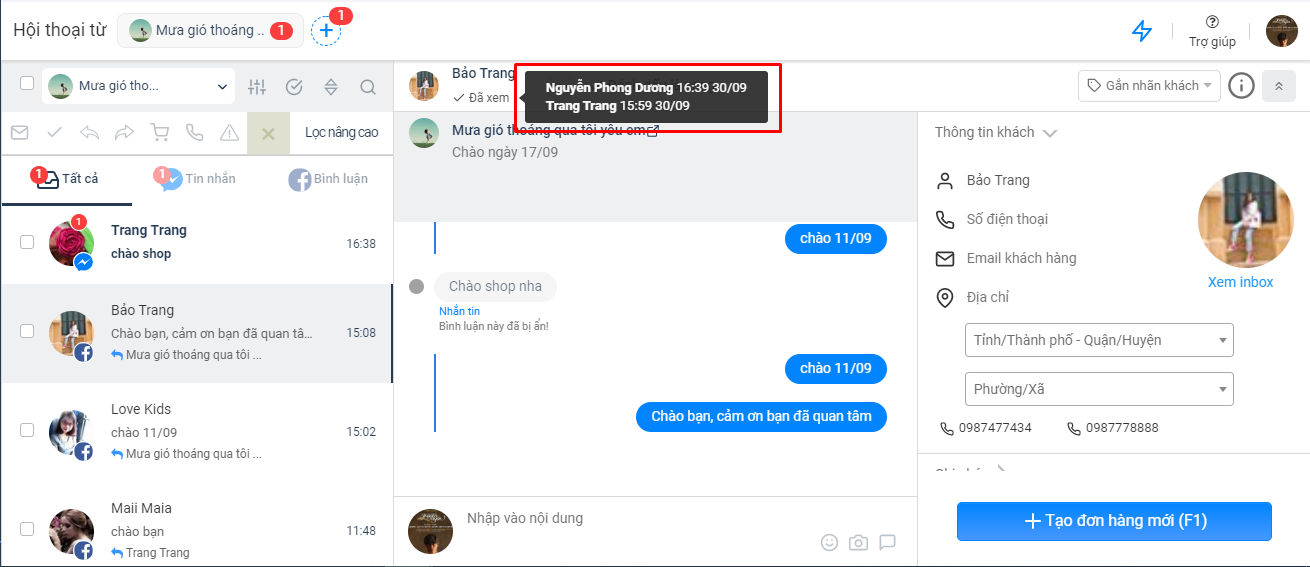 Hội thoại từ
Mưa gió thoáng ..
1
1
Trợ giúp
Mưa gió tho...
Bảo Trang
Đã xem
Nguyễn Phong Dương 16:39 30/09
Trang Trang 15:59 30/09
Gắn nhãn khách
Lọc nâng cao
Mưa gió thoáng qua tôi yêu em
Chào ngày 17/09
Thông tin khách
1
Tất cả
1
Tin nhắn
Bình luận
Bảo Trang
Số điện thoại
Email khách hàng
Địa chỉ
Xem inbox
Tỉnh/Thành phố - Quận/Huyện
Phường/Xã
0987477434
0987778888
1
Trang Trang
chào shop
16:38
Bảo Trang
Chào bạn, cảm ơn bạn đã quan tâ...
15:08
Mưa gió thoáng qua tôi ...
Love Kids
chào 11/09
15:02
Mưa gió thoáng qua tôi ...
Maii Maia
chào bạn
11:48
Trang Trang
chào 11/09
Chào shop nha
Nhắn tin
Bình luận này đã bị ẩn!
chào 11/09
Chào bạn, cảm ơn bạn đã quan tâm
Nhập vào nội dung
Tạo đơn hàng mới (F1)